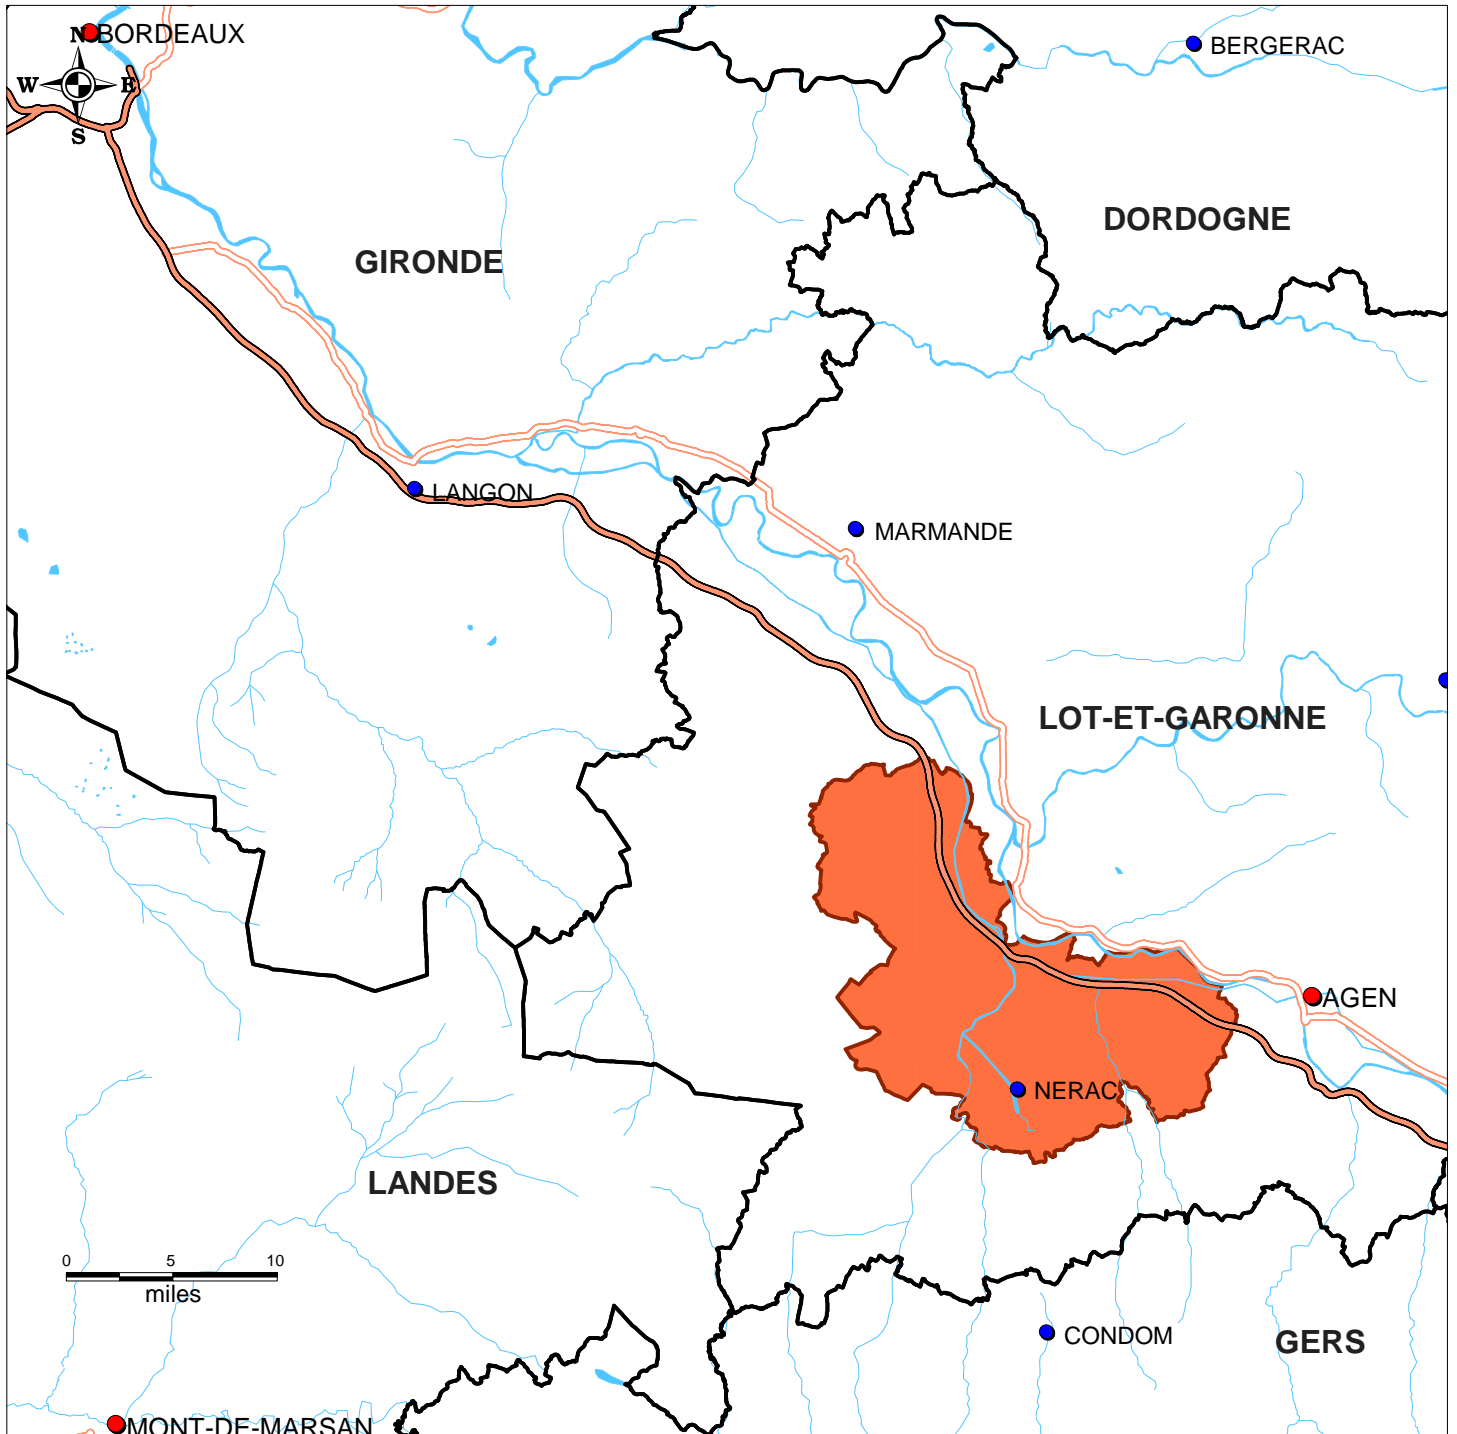 N BORDEAUX
BERGERAC
W E
S
DORDOGNE
GIRONDE
LANGON
MARMANDE
LOT-ET-GARONNE
AGEN
NERAC
LANDES
0 5 10
miles
CONDOM
GERS
MONT-DE-MARSAN